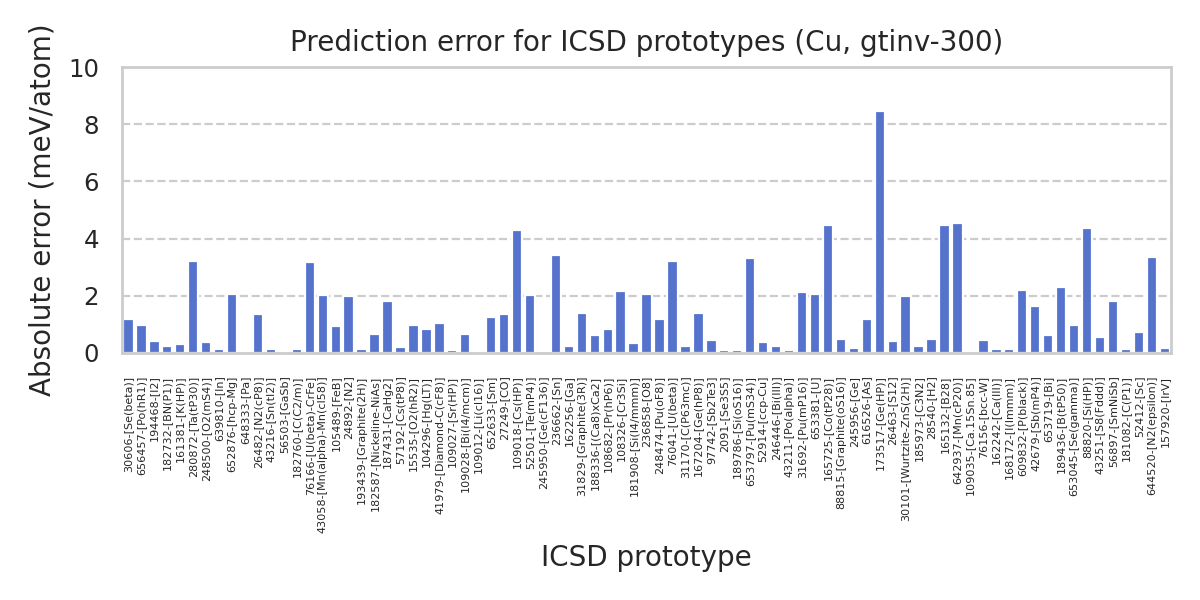 Prediction error for ICSD prototypes (Cu, gtinv-300)
Absolute error (meV/atom)
10
8
6
4
2
0
30606-[Se(beta)]
656457-[Po(hR1)]
194468-[I2]
182732-[BN(P1)]
161381-[K(HP)]
280872-[Ta(tP30)]
248500-[O2(mS4)]
639810-[In]
652876-[hcp-Mg]
648333-[Pa]
26482-[N2(cP8)]
43216-[Sn(tI2)]
56503-[GaSb]
182760-[C(C2/m)]
76166-[U(beta)-CrFe]
43058-[Mn(alpha)-Mn(cI58)]
105489-[FeB]
24892-[N2]
193439-[Graphite(2H)]
182587-[Nickeline-NiAs]
187431-[CaHg2]
57192-[Cs(tP8)]
15535-[O2(hR2)]
104296-[Hg(LT)]
41979-[Diamond-C(cF8)]
109027-[Sr(HP)]
109028-[Bi(I4/mcm)]
109012-[Li(cI16)]
652633-[Sm]
27249-[CO]
109018-[Cs(HP)]
52501-[Te(mP4)]
245950-[Ge(cF136)]
236662-[Sn]
162256-[Ga]
31829-[Graphite(3R)]
188336-[(Ca8)xCa2]
108682-[Pr(hP6)]
108326-[Cr3Si]
181908-[Si(I4/mmm)]
236858-[O8]
248474-[Pu(oF8)]
76041-[U(beta)]
31170-[C(P63mc)]
167204-[Ge(hP8)]
97742-[Sb2Te3]
2091-[Se3S5]
189786-[Si(oS16)]
653797-[Pu(mS34)]
52914-[ccp-Cu]
246446-[Bi(III)]
43211-[Po(alpha)]
31692-[Pu(mP16)]
653381-[U]
165725-[Co(tP28)]
88815-[Graphite(oS16)]
245956-[Ge]
616526-[As]
173517-[Ge(HP)]
26463-[S12]
30101-[Wurtzite-ZnS(2H)]
185973-[C3N2]
28540-[H2]
165132-[B28]
642937-[Mn(cP20)]
109035-[Ca.15Sn.85]
76156-[bcc-W]
162242-[Ca(III)]
168172-[I(Immm)]
609832-[P(black)]
42679-[Sb(mP4)]
653719-[Bi]
189436-[B(tP50)]
653045-[Se(gamma)]
88820-[Si(HP)]
43251-[S8(Fddd)]
56897-[SmNiSb]
181082-[C(P1)]
52412-[Sc]
644520-[N2(epsilon)]
157920-[IrV]
ICSD prototype